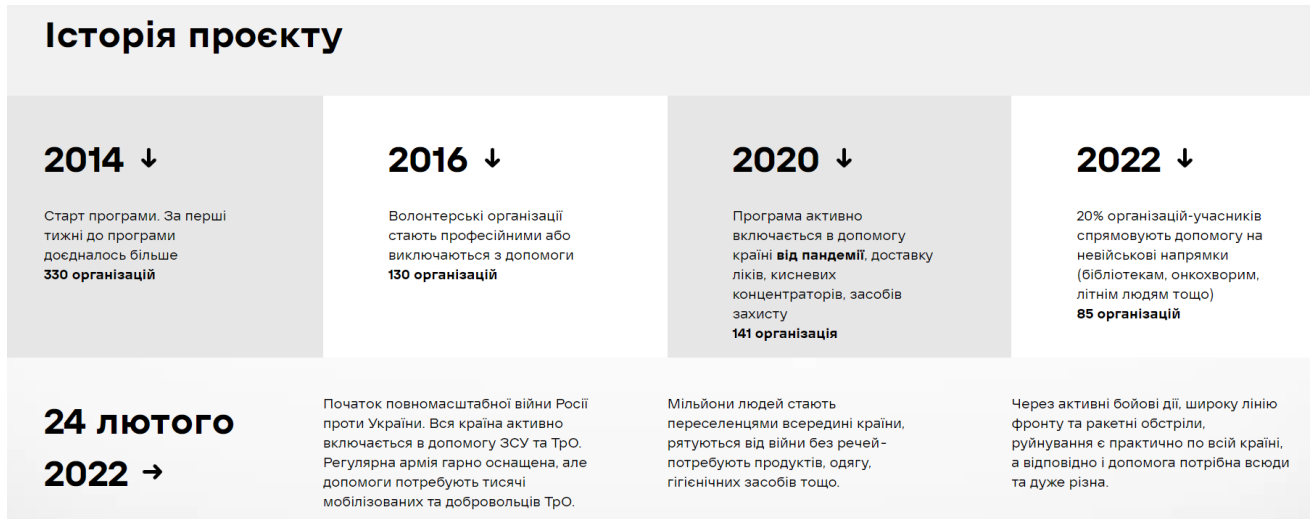 Історія проєкту
2014 ↓
Старт програми. За перші
тижні до програми
доєдналось більше
330 організацій
2016 ↓
Волонтерські організації
стають професійними або
виключаються з допомоги
130 організацій
2020 ↓
Програма активно
включається в допомогу
країні від пандемії, доставку
ліків, кисневих
концентраторів, засобів
захисту
141 організація
2022 ↓
20% організацій-учасників
спрямовують допомогу на
невійськові напрямки
(бібліотекам, онкохворим,
літнім людям тощо)
85 організацій
24 лютого
2022 →
Початок повномасштабної війни Росії
проти України. Вся країна активно
включається в допомогу ЗСУ та ТрО.
Регулярна армія гарно оснащена, але
допомоги потребують тисячі
мобілізованих та добровольців ТрО.
Мільйони людей стають
переселенцями всередині країни,
рятуються від війни без речей-
потребують продуктів, одягу,
гігієнічних засобів тощо.
Через активні бойові дії, широку лінію
фронту та ракетні обстріли,
руйнування є практично по всій країні,
а відповідно і допомога потрібна всюди
та дуже різна.